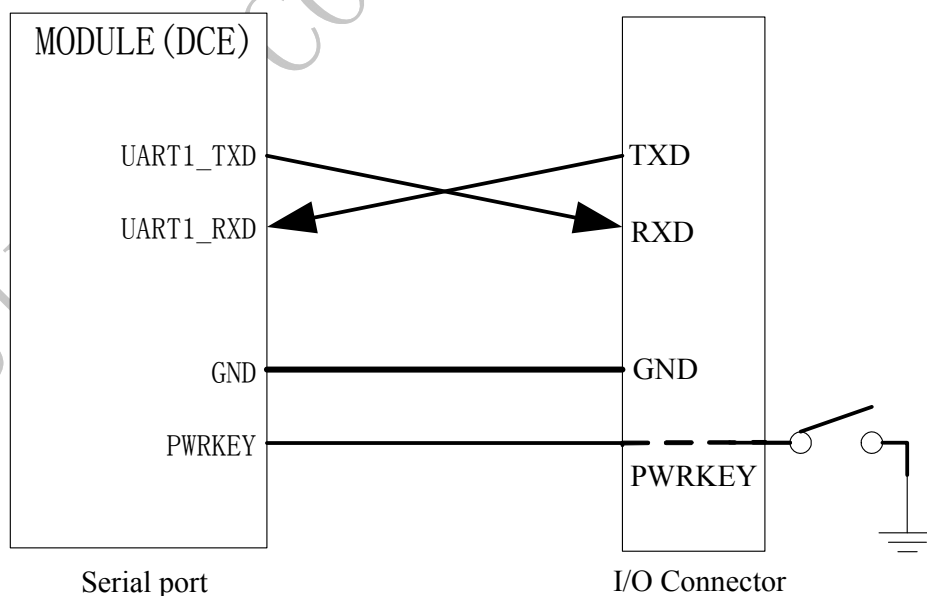 MODULE(DCE)
UART1_TXD
TXD
UART1_RXD
RXD
GND
GND
PWRKEY
PWRKEY
Serial port
I/O Connector